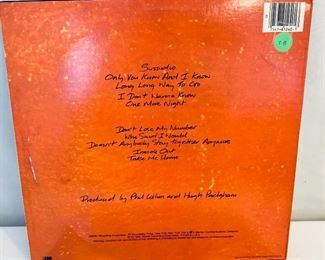 Sussudio
Only You Know And I Know
Long Long Way To Go
I Don't Wanna Know
One More Night
Don't Lose My Number
Who Said I Would
Doesn't Anybody Stay Together Anymore
Inside Out
Take Me Home
Produced by Phil Collins and Hugh Padgham